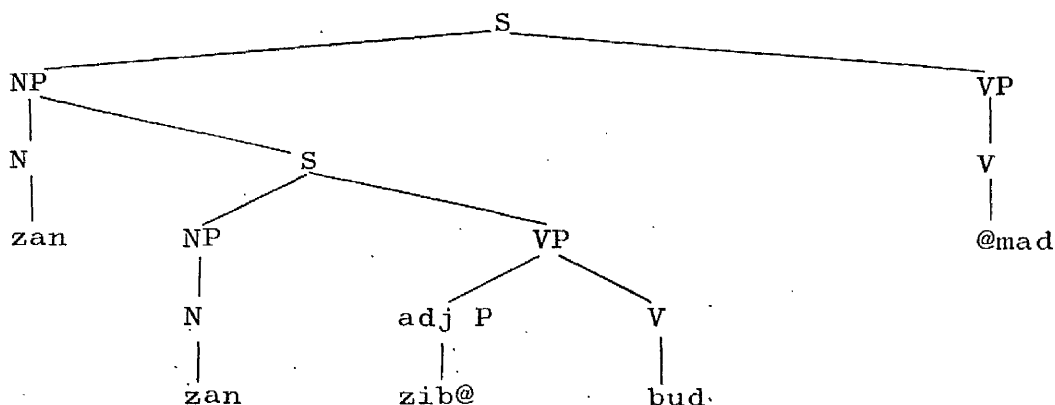 S
NP VP
N S V
zan NP VP @mad
N adj P V
zan zib@ bud